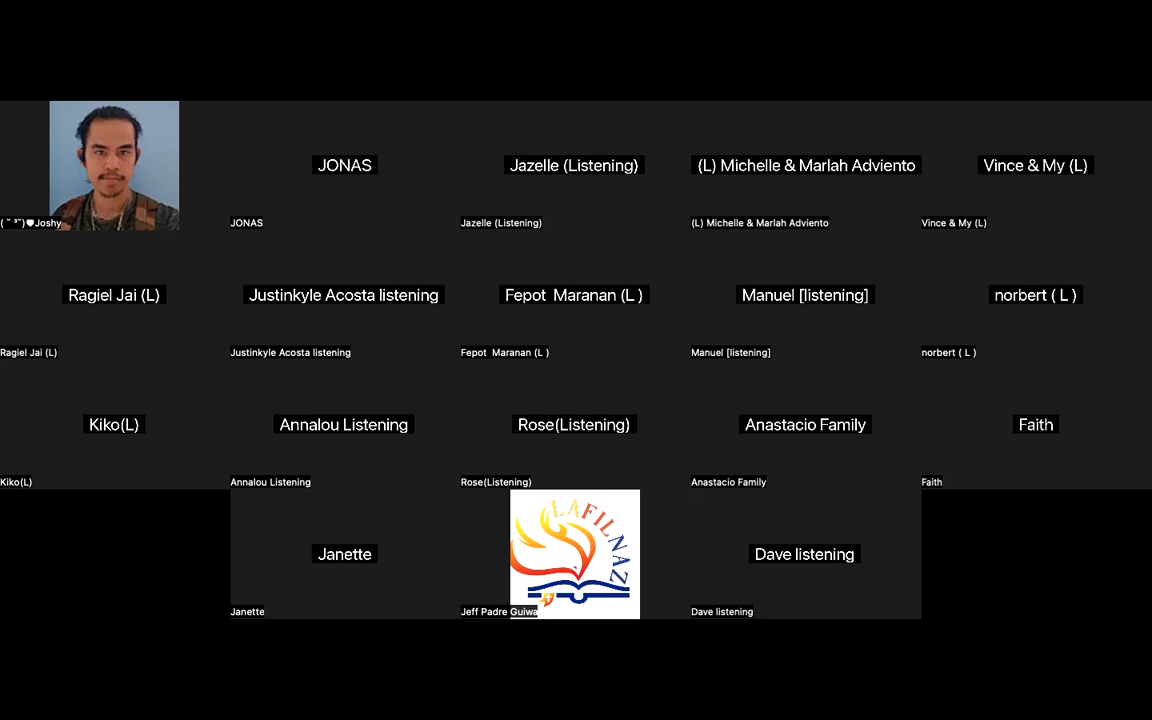 JONAS
Jazelle (Listening)
(L) Michelle & Marlah Adviento
Vince & My (L)
( ˘ ³˘)♥Joshy
JONAS
Jazelle (Listening)
(L) Michelle & Marlah Adviento
Vince & My (L)
Ragiel Jai (L)
Justinkyle Acosta listening
Fepot  Maranan (L )
Manuel [listening]
norbert ( L )
Ragiel Jai (L)
Justinkyle Acosta listening
Fepot  Maranan (L )
Manuel [listening]
norbert ( L )
Kiko(L)
Annalou Listening
Rose(Listening)
Anastacio Family
Faith
Kiko(L)
Annalou Listening
Rose(Listening)
Anastacio Family
Faith
LAFILNAZ
Janette
Dave listening
Janette
Jeff Padre Guiwa
Dave listening